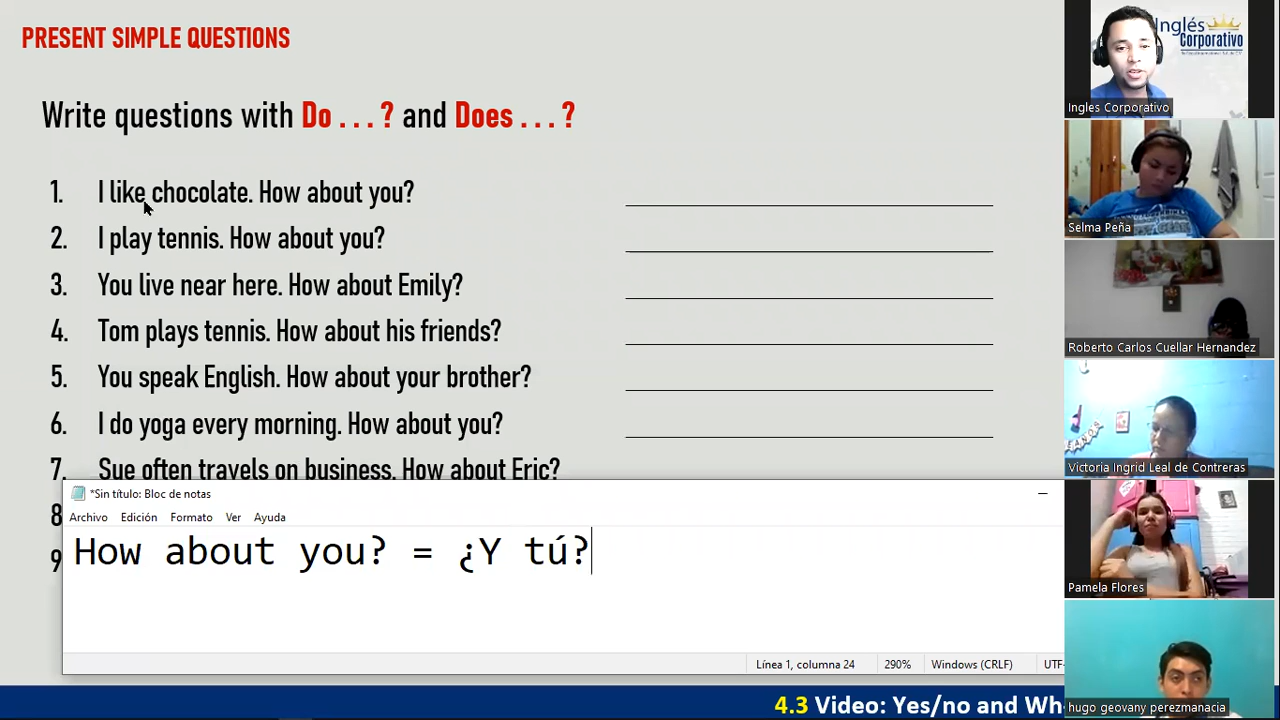 PRESENT SIMPLE QUESTIONS
Write questions with Do . . . ? and Does . . . ?
1. I like chocolate. How about you?
2. I play tennis. How about you?
3. You live near here. How about Emily?
4. Tom plays tennis. How about his friends?
5. You speak English. How about your brother?
6. I do yoga every morning. How about you?
7. Sue often travels on business. How about Eric?
8
9
*Sin título: Bloc de notas
Archivo Edición Formato Ver Ayuda
How about you? = ¿Y tú?
Línea 1, columna 24 290% Windows (CRLF) UTF-
4.3 Video: Yes/no and Wh
Inglés
Corporativo
Ingles Corporativo
Selma Peña
Roberto Carlos Cuellar Hernandez
Victoria Ingrid Leal de Contreras
Pamela Flores
hugo geovany perezmanacia